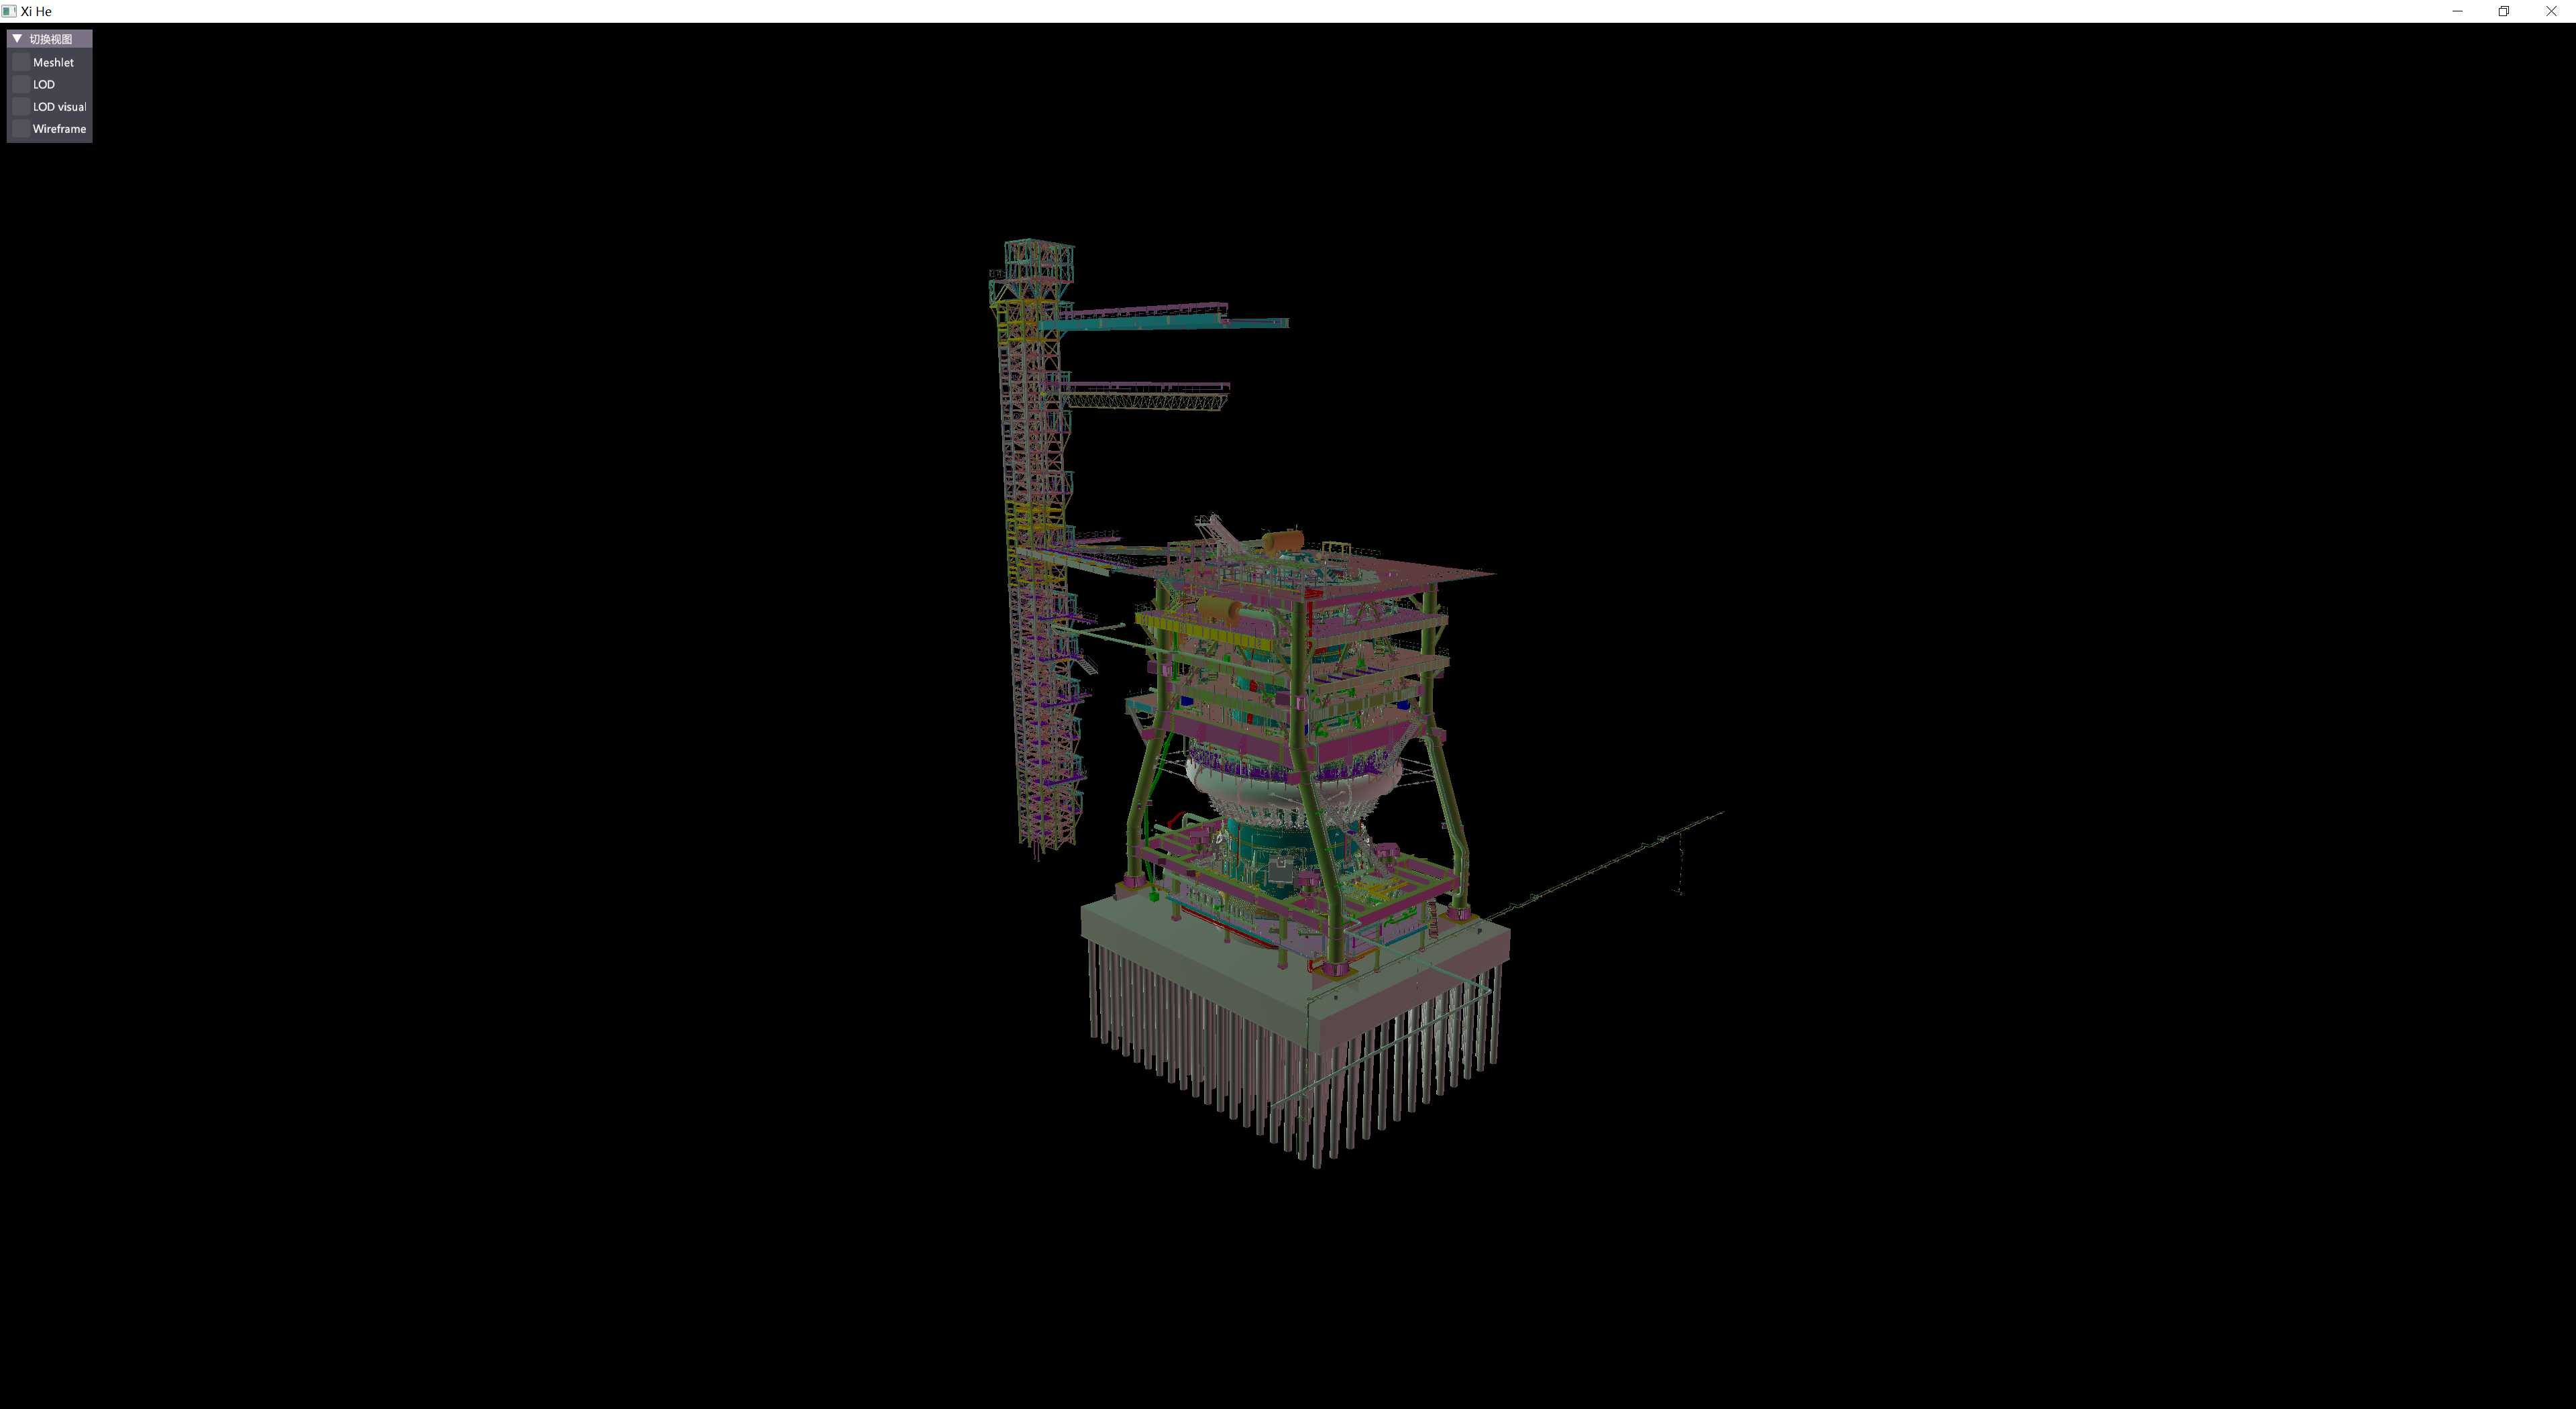 Xi He
切换视图
Meshlet
LOD
LOD visual
Wireframe